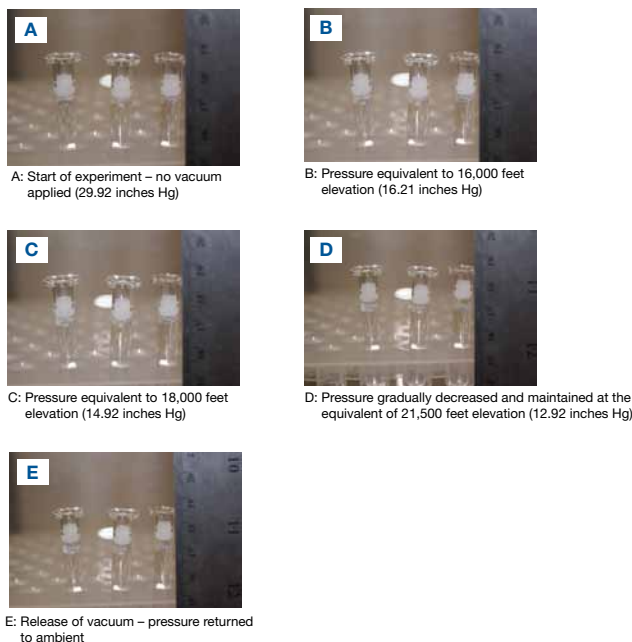 A
B
A: Start of experiment – no vacuum
applied (29.92 inches Hg)
B: Pressure equivalent to 16,000 feet
elevation (16.21 inches Hg)
C
D
C: Pressure equivalent to 18,000 feet
elevation (14.92 inches Hg)
D: Pressure gradually decreased and maintained at the
equivalent of 21,500 feet elevation (12.92 inches Hg)
E
E: Release of vacuum – pressure returned
to ambient